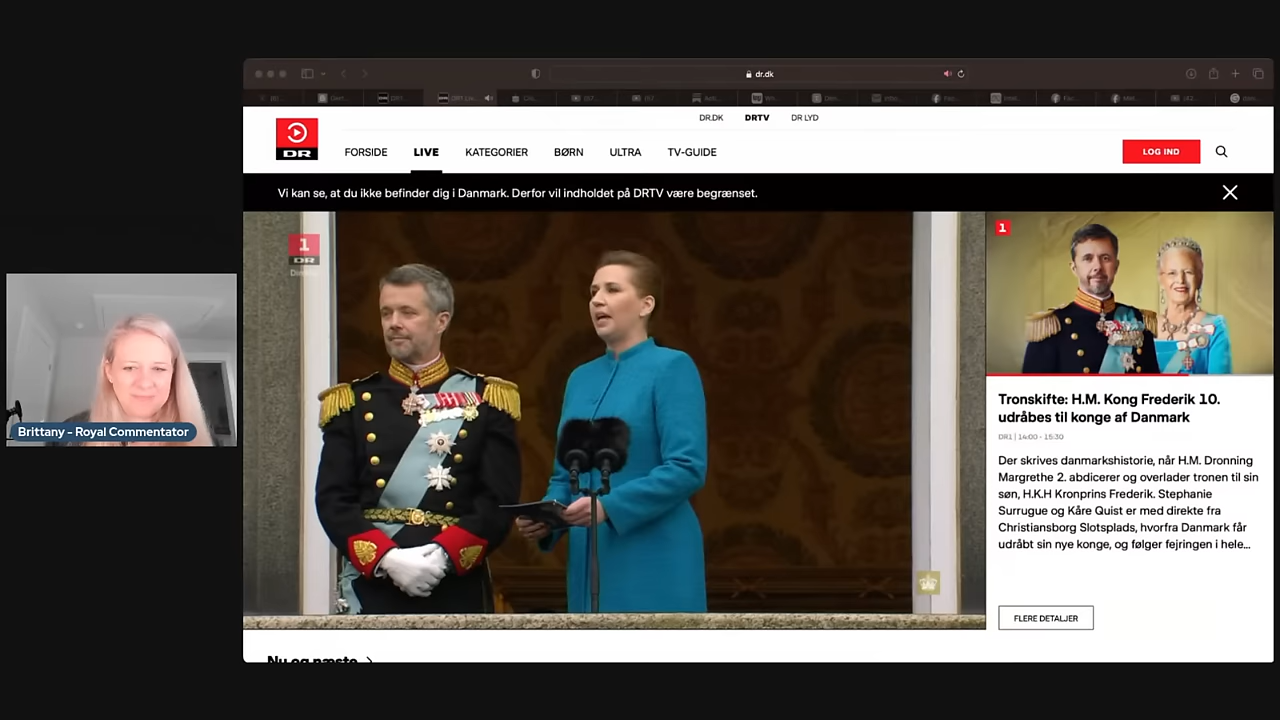 dr.dk
DR.DK
DRTV
DR LYD
DR
FORSIDE
LIVE
KATEGORIER
BØRN
ULTRA
TV-GUIDE
LOG IND
Vi kan se, at du ikke befinder dig i Danmark. Derfor vil indholdet på DRTV være begrænset.
1
DR
1
Tronskifte: H.M. Kong Frederik 10.
udråbes til konge af Danmark
DR1 | 14:00 - 15:30
Der skrives danmarkshistorie, når H.M. Dronning
Margrethe 2. abdicerer og overlader tronen til sin
søn, H.K.H Kronprins Frederik. Stephanie
Surrugue og Kåre Quist er med direkte fra
Christiansborg Slotsplads, hvorfra Danmark får
udråbt sin nye konge, og følger fejringen i hele...
FLERE DETALJER
Brittany - Royal Commentator
Nu og næste